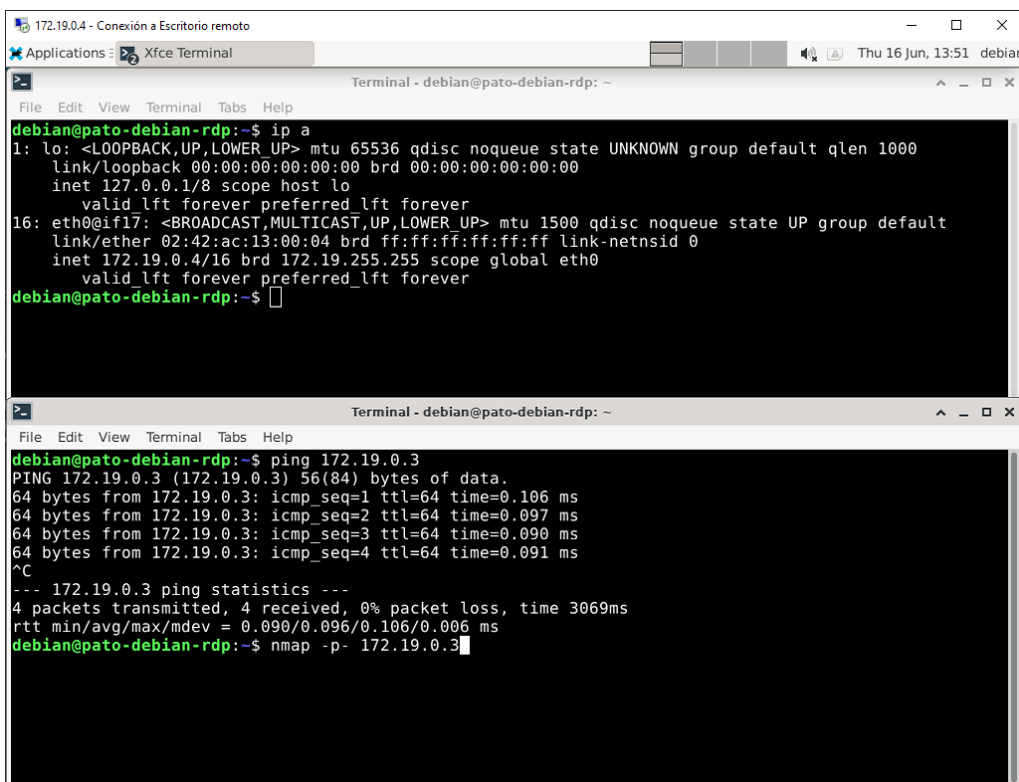 172.19.0.4 - Conexión a Escritorio remoto
Applications Xfce Terminal Thu 16 Jun, 13:51 debian
Terminal - debian@pato-debian-rdp: ~
File Edit View Terminal Tabs Help
debian@pato-debian-rdp:~$ ip a
1: lo: <LOOPBACK,UP,LOWER_UP> mtu 65536 qdisc noqueue state UNKNOWN group default qlen 1000
    link/loopback 00:00:00:00:00:00 brd 00:00:00:00:00:00
    inet 127.0.0.1/8 scope host lo
       valid_lft forever preferred_lft forever
16: eth0@if17: <BROADCAST,MULTICAST,UP,LOWER_UP> mtu 1500 qdisc noqueue state UP group default
    link/ether 02:42:ac:13:00:04 brd ff:ff:ff:ff:ff:ff link-netnsid 0
    inet 172.19.0.4/16 brd 172.19.255.255 scope global eth0
       valid_lft forever preferred_lft forever
debian@pato-debian-rdp:~$
Terminal - debian@pato-debian-rdp: ~
File Edit View Terminal Tabs Help
debian@pato-debian-rdp:~$ ping 172.19.0.3
PING 172.19.0.3 (172.19.0.3) 56(84) bytes of data.
64 bytes from 172.19.0.3: icmp_seq=1 ttl=64 time=0.106 ms
64 bytes from 172.19.0.3: icmp_seq=2 ttl=64 time=0.097 ms
64 bytes from 172.19.0.3: icmp_seq=3 ttl=64 time=0.090 ms
64 bytes from 172.19.0.3: icmp_seq=4 ttl=64 time=0.091 ms
^C
--- 172.19.0.3 ping statistics ---
4 packets transmitted, 4 received, 0% packet loss, time 3069ms
rtt min/avg/max/mdev = 0.090/0.096/0.106/0.006 ms
debian@pato-debian-rdp:~$ nmap -p- 172.19.0.3